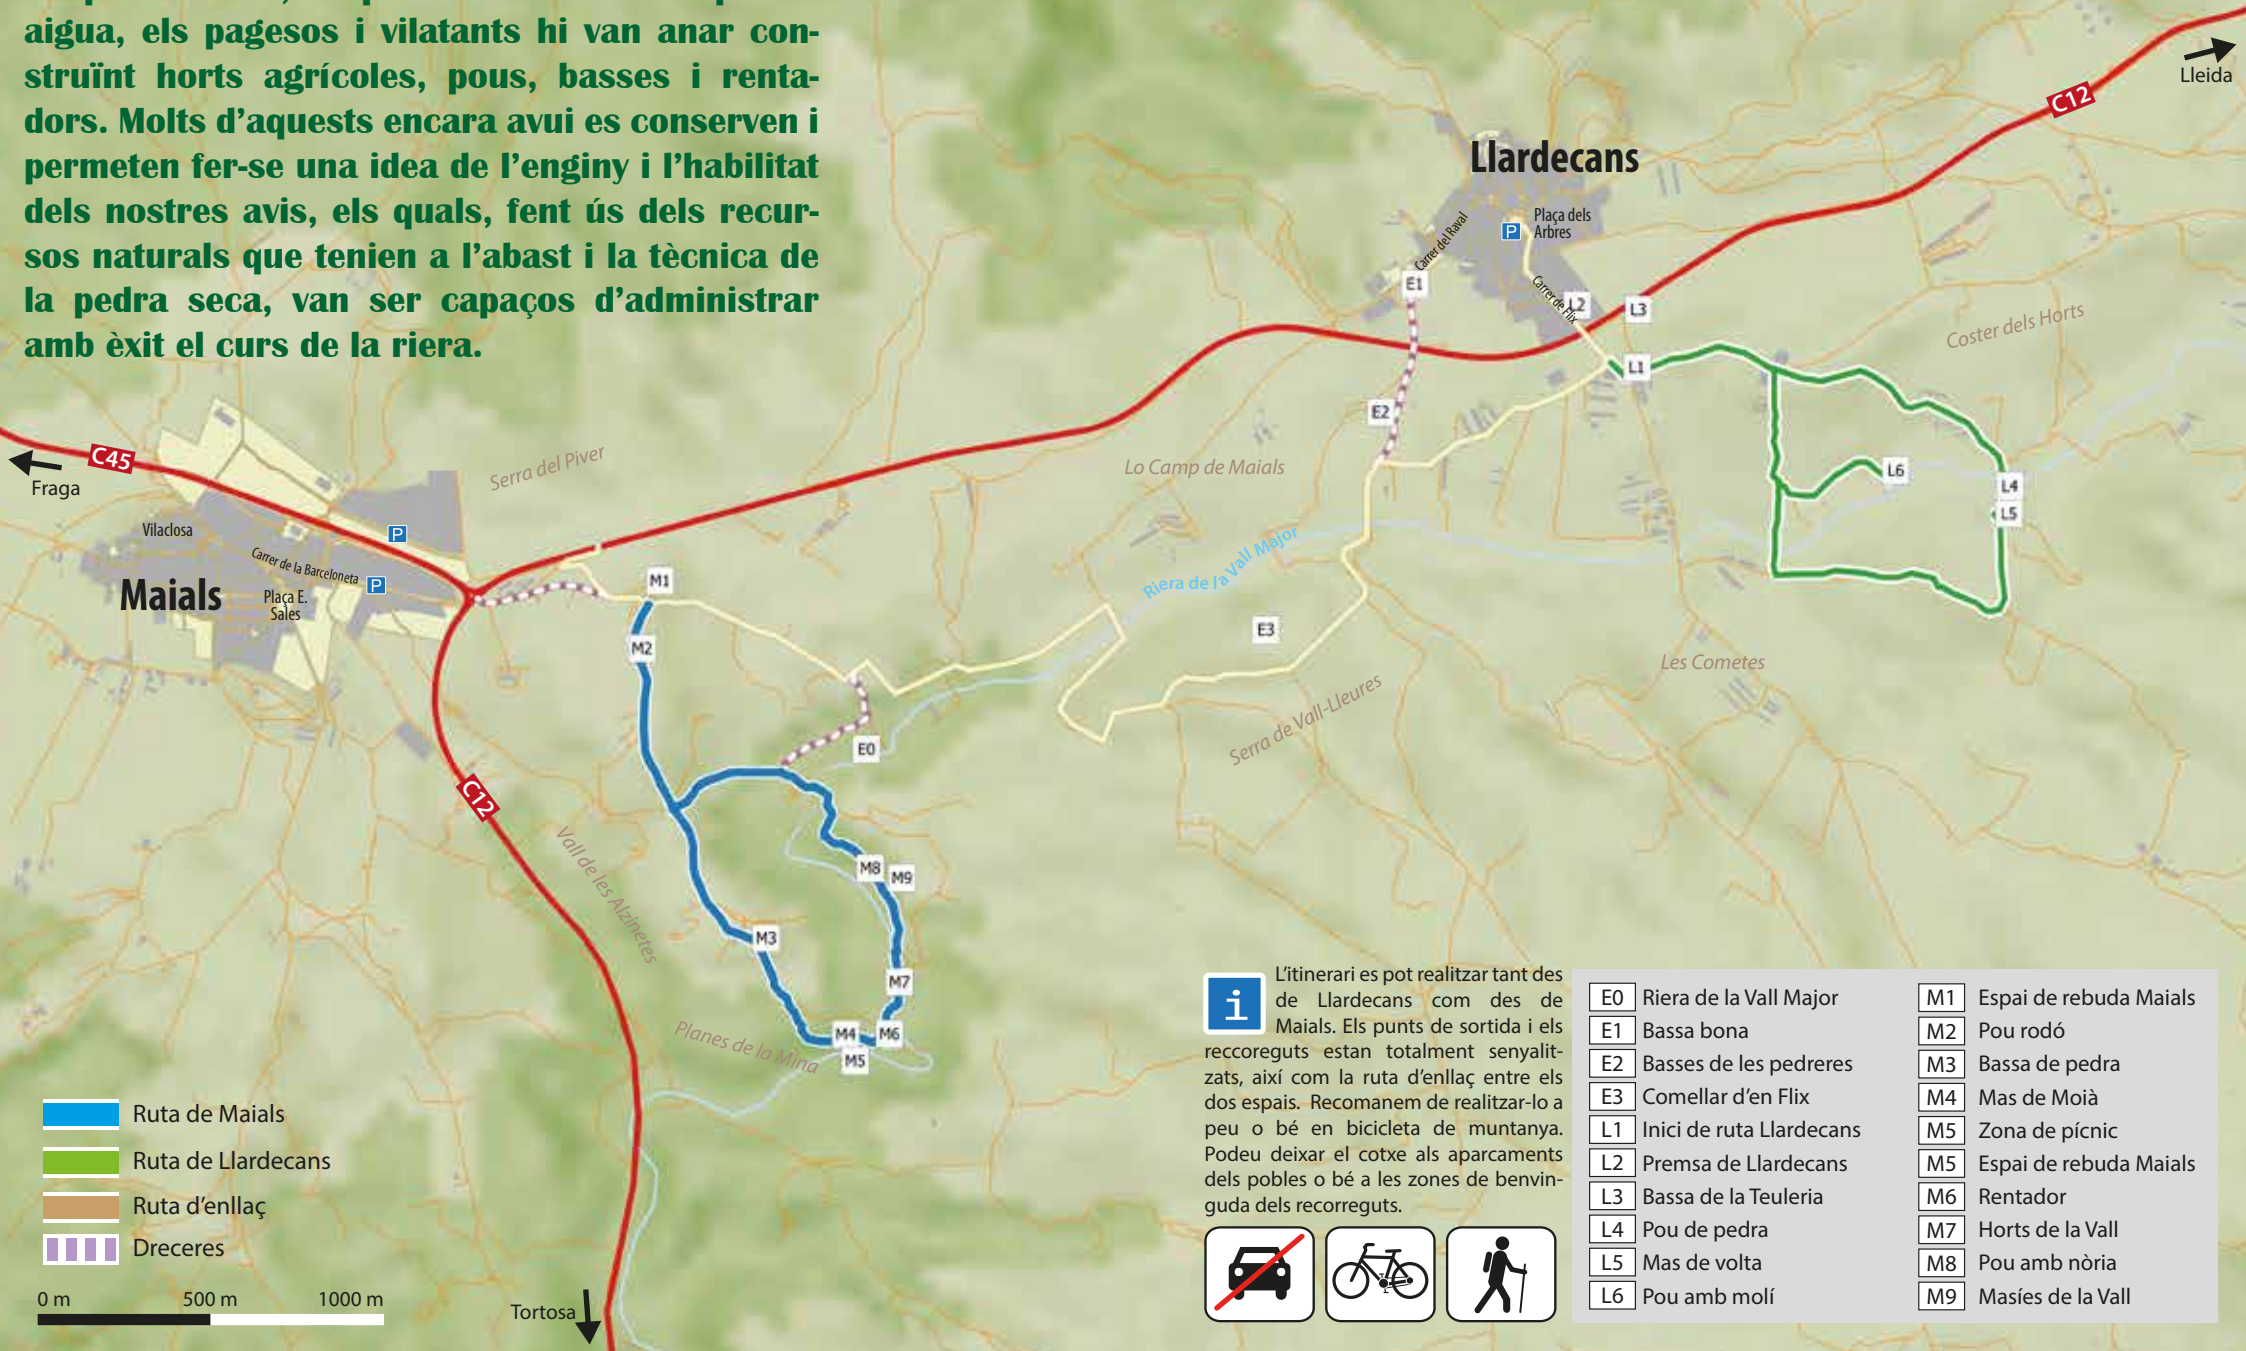 aigua, els pagesos i vilatants hi van anar con-
struïnt horts agrícoles, pous, basses i renta-
dors. Molts d'aquests encara avui es conserven i
permeten fer-se una idea de l'enginy i l'habilitat
dels nostres avis, els quals, fent ús dels recur-
sos naturals que tenien a l'abast i la tècnica de
la pedra seca, van ser capaços d'administrar
amb èxit el curs de la riera.
C12
Lleida
Llardecans
Plaça dels
Arbres
P
Carrer del Raval
Carrer de Flix
E1
L2
L3
L1
E2
Coster dels Horts
L6
L4
L5
C45
Fraga
Serra del Piver
Lo Camp de Maials
Vilaclosa
P
Carrer de la Barceloneta
P
Maials
Plaça E.
Sales
M1
M2
Riera de la Vall Major
E3
Les Cometes
Serra de Vall-Lleures
E0
C12
Vall de les Alzinetes
M8
M9
M3
M7
Planes de la Mina
M4
M6
M5
Ruta de Maials
Ruta de Llardecans
Ruta d'enllaç
Dreceres
0 m 500 m 1000 m
Tortosa
i
L'itinerari es pot realitzar tant des
de Llardecans com des de
Maials. Els punts de sortida i els
reccoreguts estan totalment senyalit-
zats, així com la ruta d'enllaç entre els
dos espais. Recomanem de realitzar-lo a
peu o bé en bicicleta de muntanya.
Podeu deixar el cotxe als aparcaments
dels pobles o bé a les zones de benvin-
guda dels recorreguts.
E0 Riera de la Vall Major
E1 Bassa bona
E2 Basses de les pedreres
E3 Comellar d'en Flix
L1 Inici de ruta Llardecans
L2 Premsa de Llardecans
L3 Bassa de la Teuleria
L4 Pou de pedra
L5 Mas de volta
L6 Pou amb molí
M1 Espai de rebuda Maials
M2 Pou rodó
M3 Bassa de pedra
M4 Mas de Moià
M5 Zona de pícnic
M5 Espai de rebuda Maials
M6 Rentador
M7 Horts de la Vall
M8 Pou amb nòria
M9 Masíes de la Vall